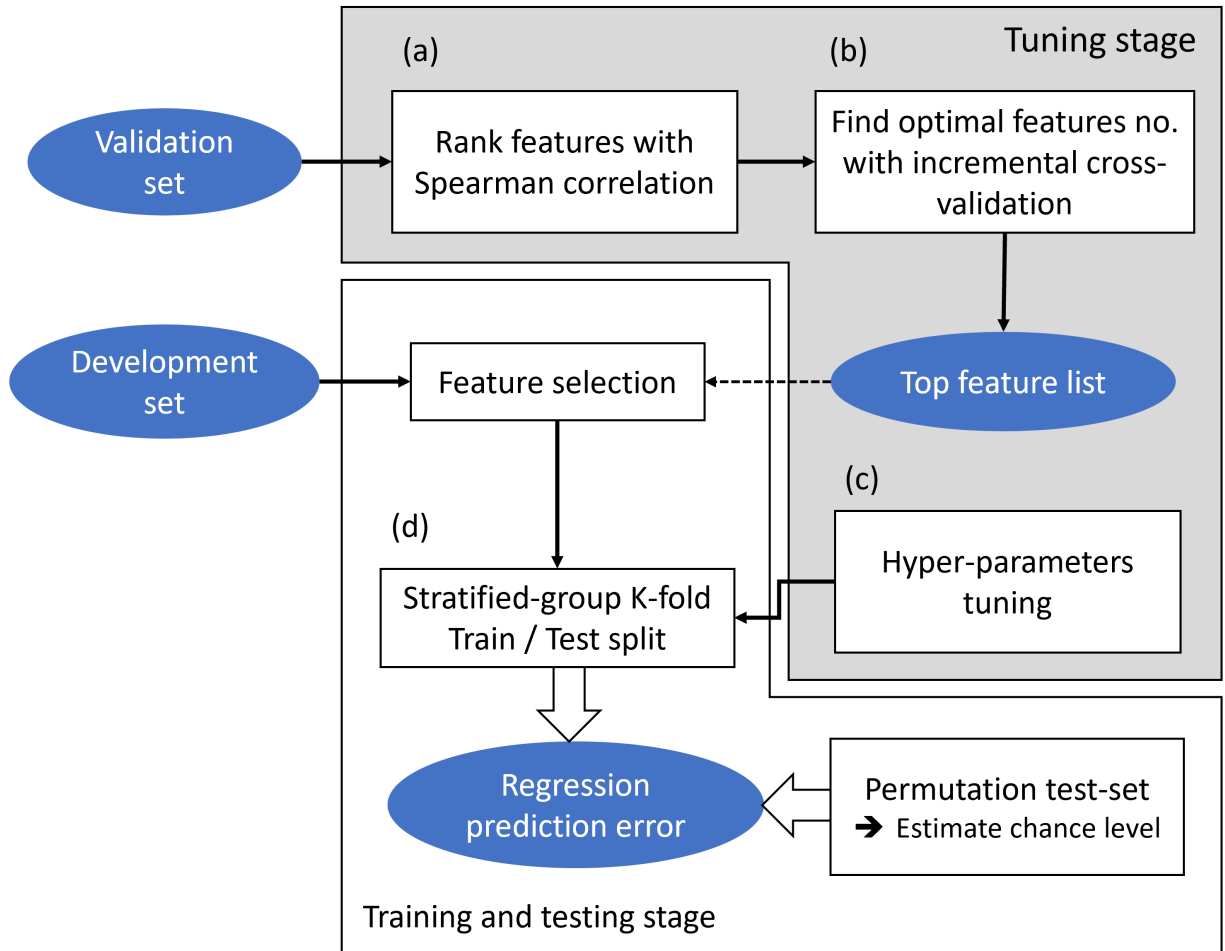 (a)
(b)
Tuning stage
Validation
set
Rank features with
Spearman correlation
Find optimal features no.
with incremental cross-
validation
Development
set
Feature selection
Top feature list
(c)
(d)
Hyper-parameters
tuning
Stratified-group K-fold
Train / Test split
Regression
prediction error
Permutation test-set
➔ Estimate chance level
Training and testing stage